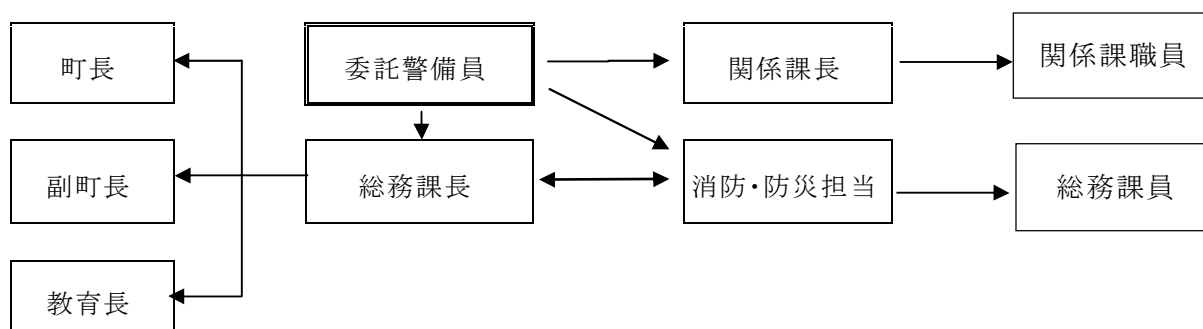 町長
委託警備員
関係課長
関係課職員
副町長
総務課長
消防・防災担当
総務課員
教育長